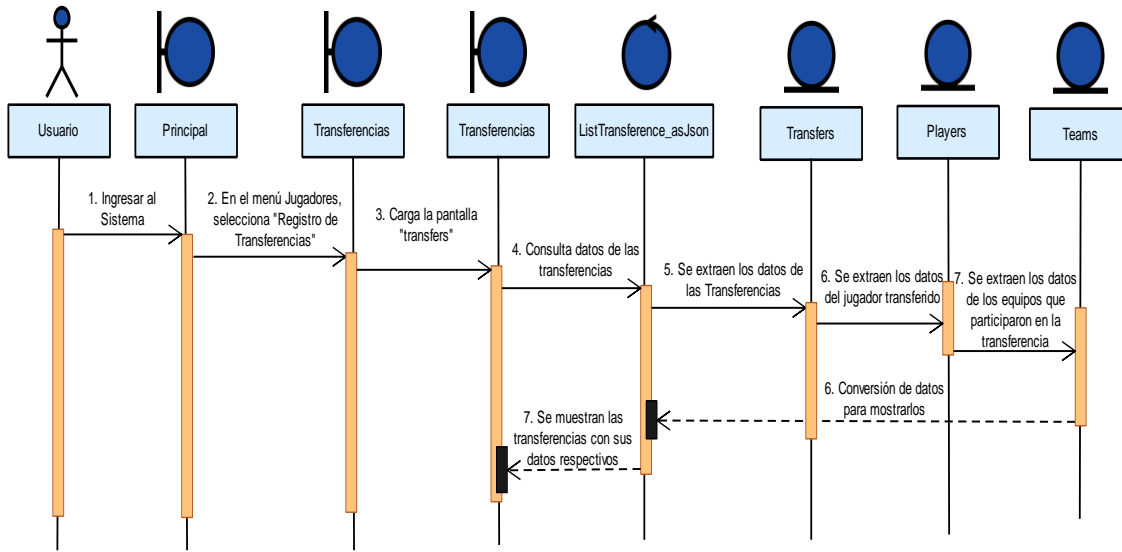 Usuario
Principal
Transferencias
Transferencias
ListTransference_asJson
Transfers
Players
Teams
1. Ingresar al
Sistema
2. En el menú Jugadores,
selecciona "Registro de
Transferencias"
3. Carga la pantalla
"transfers"
4. Consulta datos de las
transferencias
5. Se extraen los datos de
las Transferencias
6. Se extraen los datos
del jugador transferido
7. Se extraen los datos
de los equipos que
participaron en la
transferencia
6. Conversión de datos
para mostrarlos
7. Se muestran las
transferencias con sus
datos respectivos